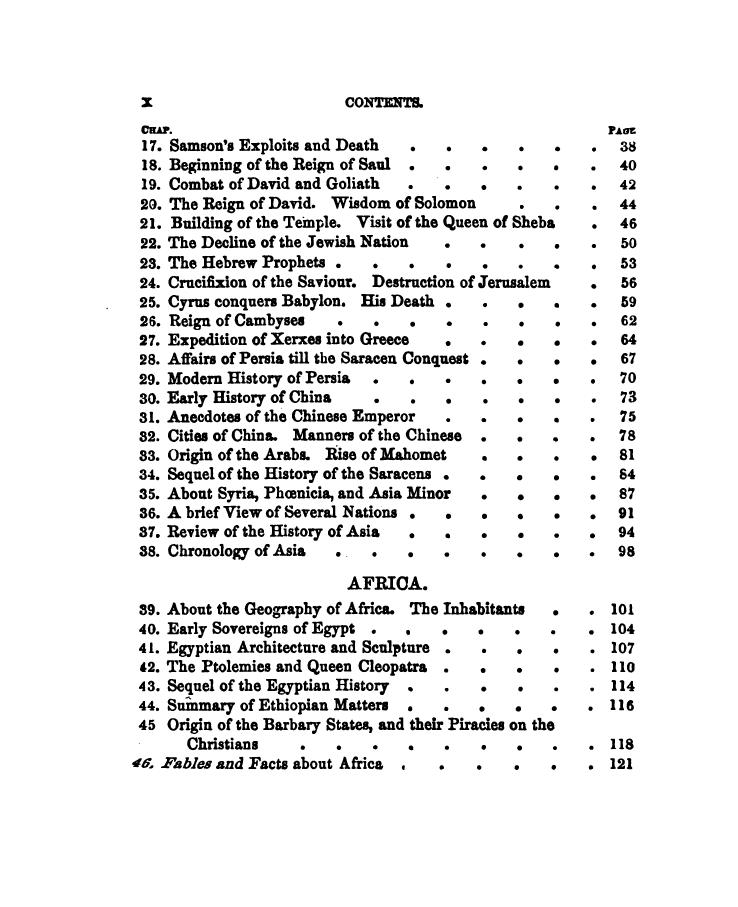 X CONTENTS.
CHAP. PAGE
17. Samson's Exploits and Death . . . . . . 38
18. Beginning of the Reign of Saul . . . . . . 40
19. Combat of David and Goliath . . . . . . 42
20. The Reign of David. Wisdom of Solomon . . . 44
21. Building of the Temple. Visit of the Queen of Sheba . 46
22. The Decline of the Jewish Nation . . . . . 50
23. The Hebrew Prophets . . . . . . . . 53
24. Crucifixion of the Saviour. Destruction of Jerusalem . 56
25. Cyrus conquers Babylon. His Death . . . . . 59
26. Reign of Cambyses . . . . . . . . 62
27. Expedition of Xerxes into Greece . . . . . 64
28. Affairs of Persia till the Saracen Conquest . . . . 67
29. Modern History of Persia . . . . . . . 70
30. Early History of China . . . . . . . 73
31. Anecdotes of the Chinese Emperor . . . . . 75
32. Cities of China. Manners of the Chinese . . . . 78
33. Origin of the Arabs. Rise of Mahomet . . . . 81
34. Sequel of the History of the Saracens . . . . . 84
35. About Syria, Phœnicia, and Asia Minor . . . . 87
36. A brief View of Several Nations . . . . . . 91
37. Review of the History of Asia . . . . . . 94
38. Chronology of Asia . . . . . . . . 98
AFRICA.
39. About the Geography of Africa. The Inhabitants . . 101
40. Early Sovereigns of Egypt . . . . . . . 104
41. Egyptian Architecture and Sculpture . . . . . 107
42. The Ptolemies and Queen Cleopatra . . . . . 110
43. Sequel of the Egyptian History . . . . . . 114
44. Summary of Ethiopian Matters . . . . . . 116
45 Origin of the Barbary States, and their Piracies on the
Christians . . . . . . . . . 118
46. Fables and Facts about Africa . . . . . . 121